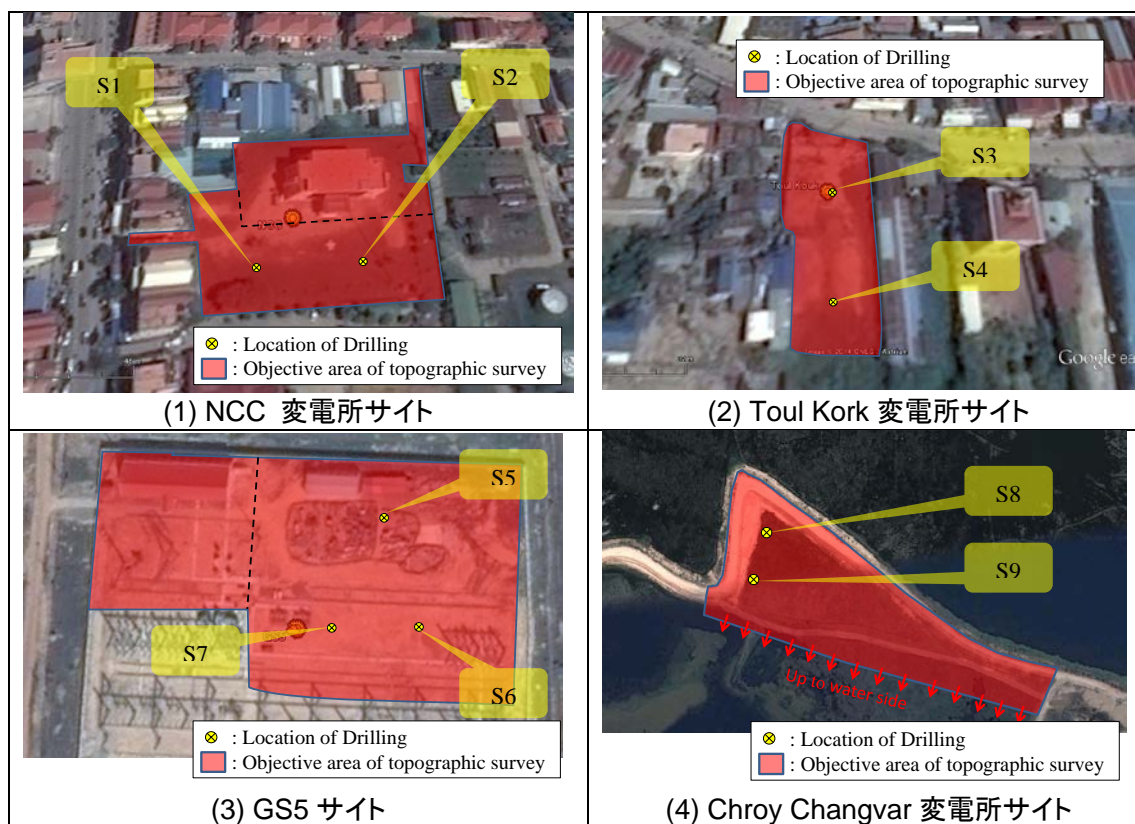 S1
S2
NCC
: Location of Drilling
: Objective area of topographic survey
(1) NCC 変電所サイト
: Location of Drilling
: Objective area of topographic survey
S3
Toul Kouk
S4
Google ea
(2) Toul Kork 変電所サイト
S5
S7
S6
: Location of Drilling
: Objective area of topographic survey
(3) GS5 サイト
S8
S9
Up to water side
: Location of Drilling
: Objective area of topographic survey
(4) Chroy Changvar 変電所サイト